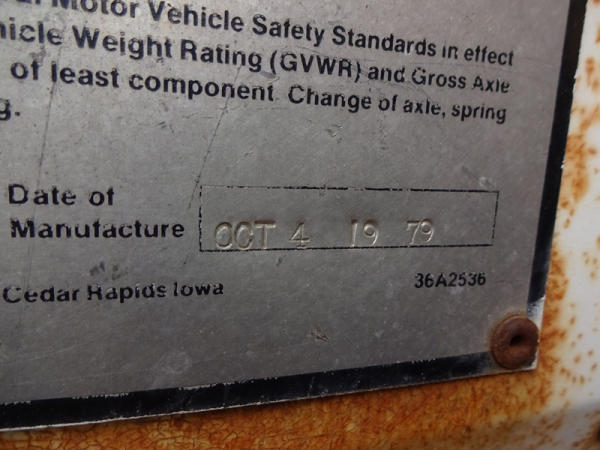 Motor Vehicle Safety Standards in effect
Vehicle Weight Rating (GVWR) and Gross Axle
of least component. Change of axle, spring
g.
Date of
Manufacture OCT 4 19 79
Cedar Rapids Iowa
36A2536